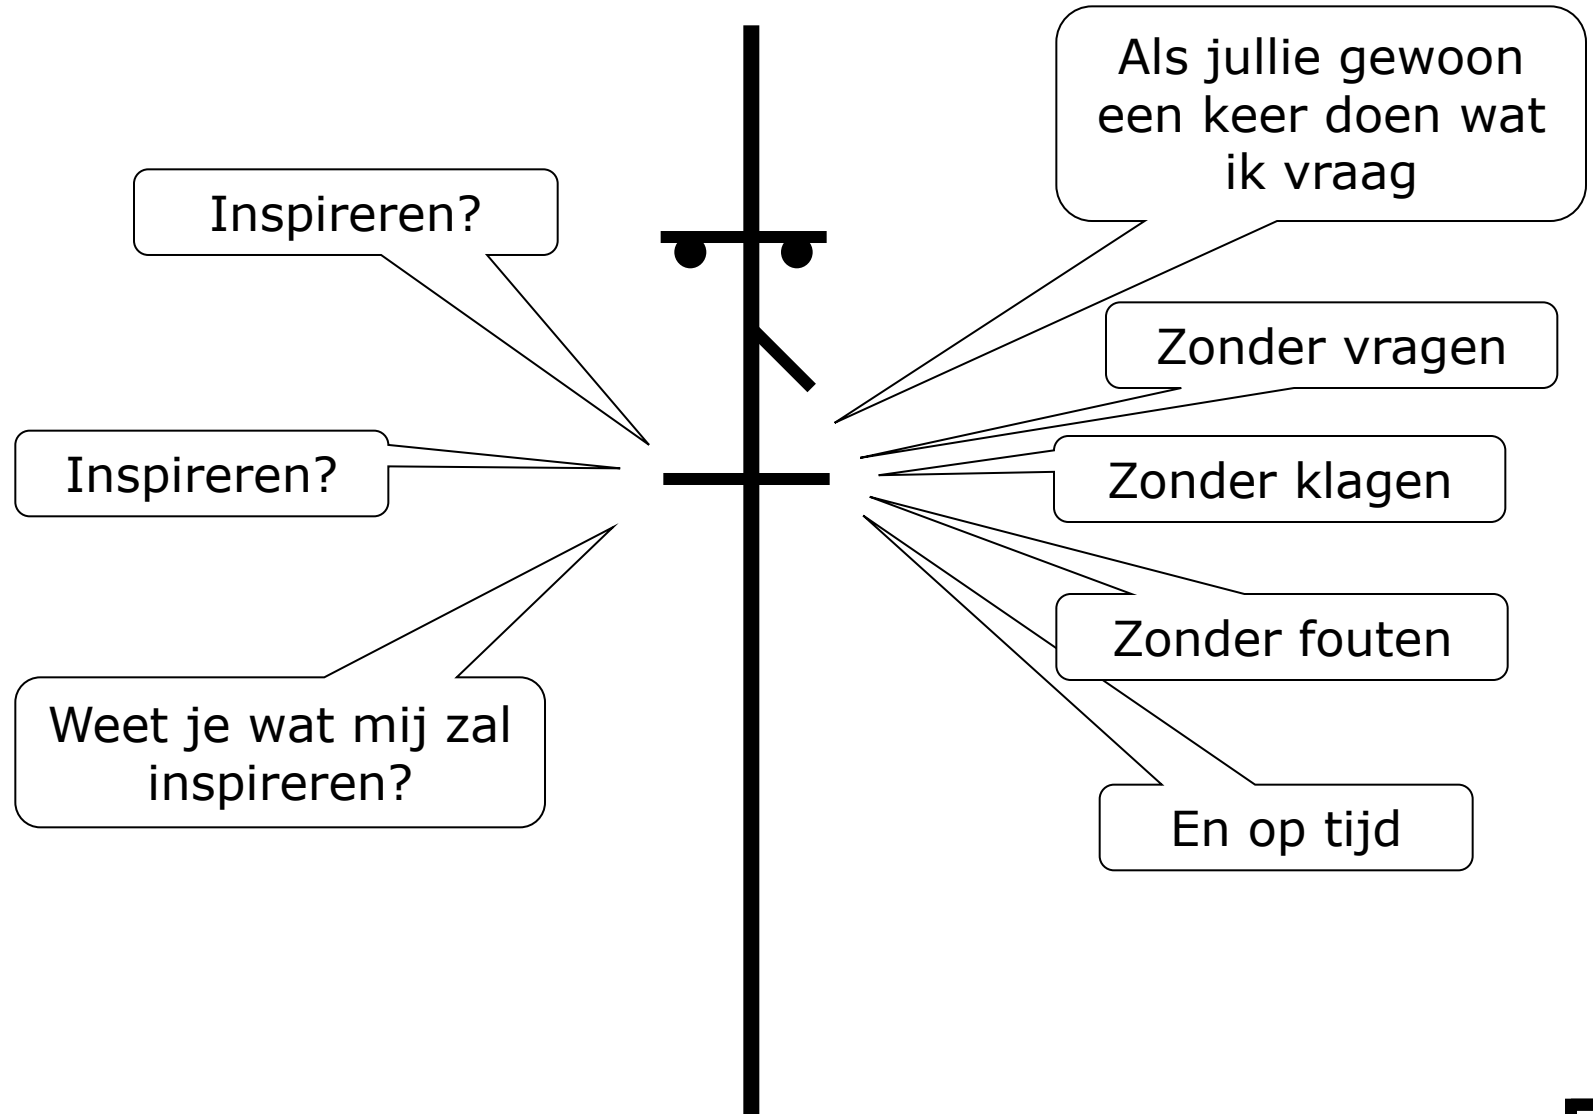 Inspireren?
Inspireren?
Weet je wat mij zal
inspireren?
Als jullie gewoon
een keer doen wat
ik vraag
Zonder vragen
Zonder klagen
Zonder fouten
En op tijd